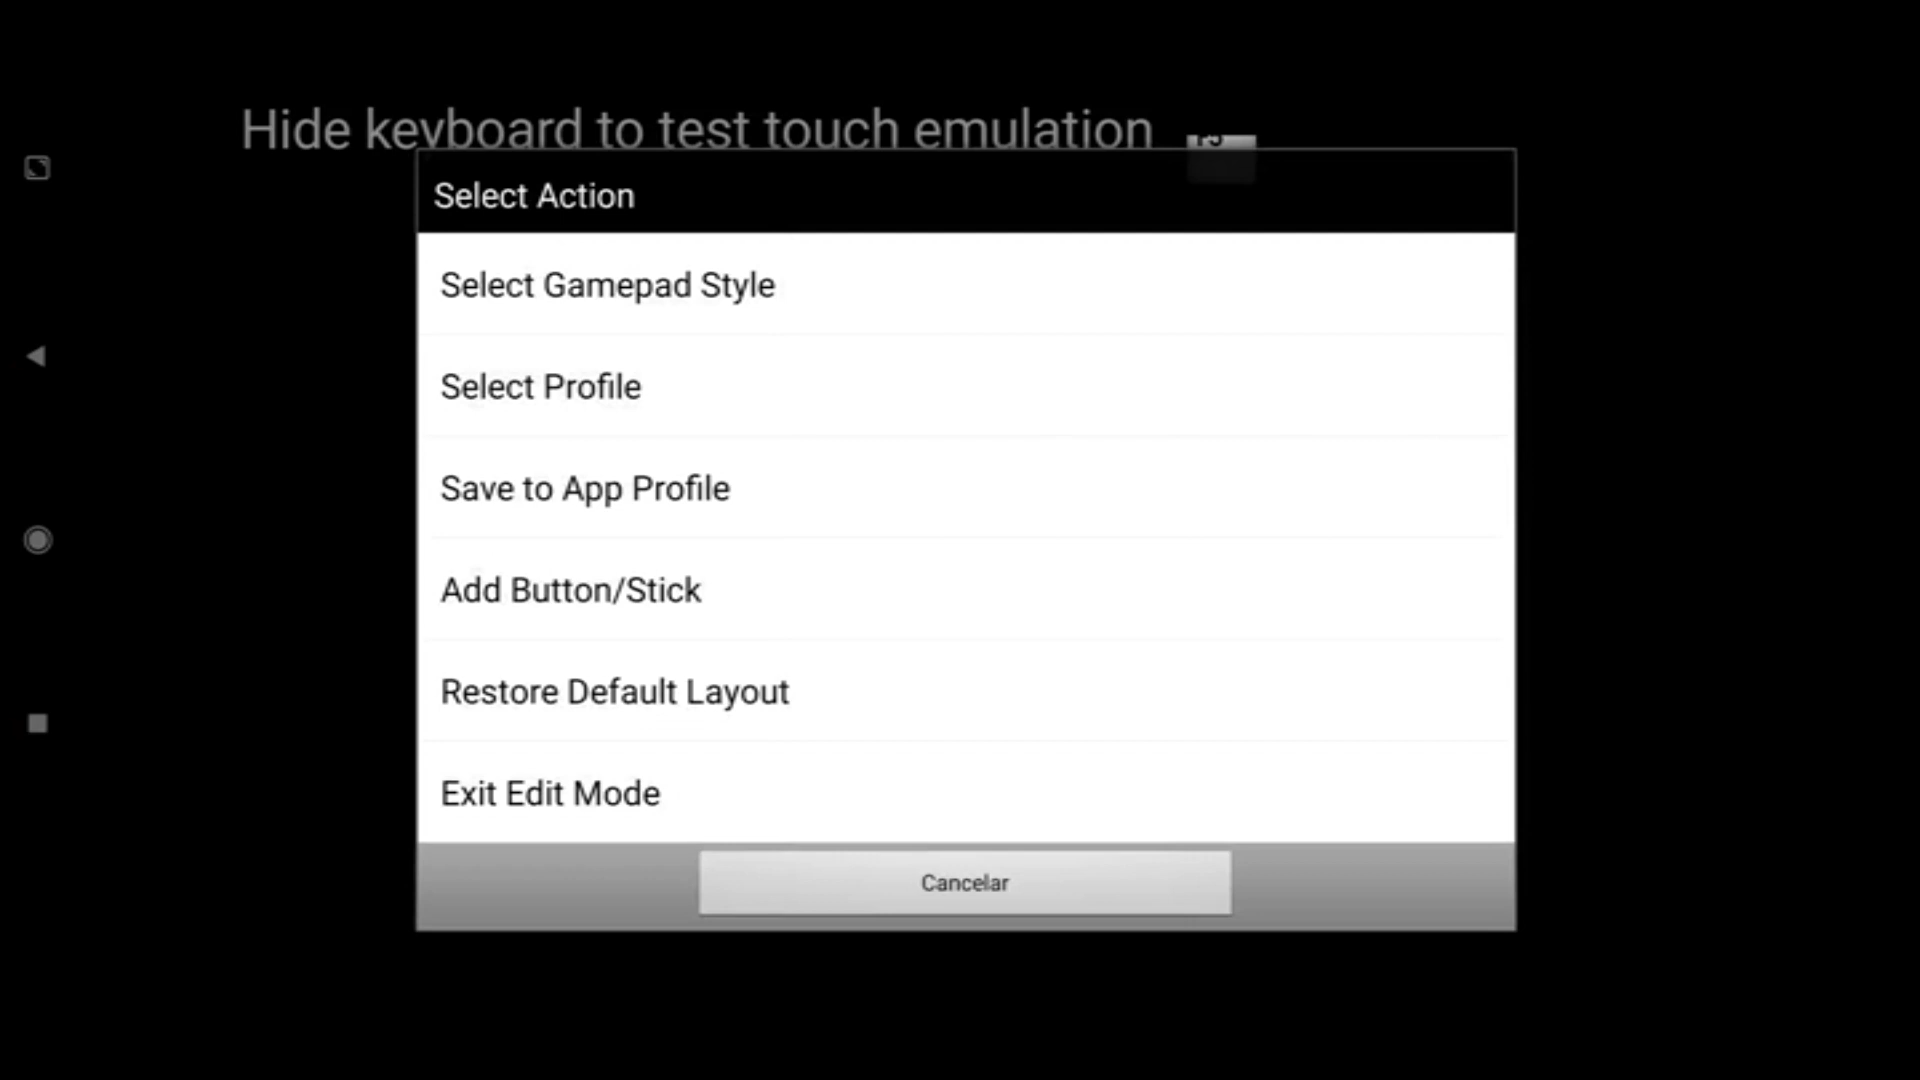 Hide keyboard to test touch emulation
Select Action
Select Gamepad Style
Select Profile
Save to App Profile
Add Button/Stick
Restore Default Layout
Exit Edit Mode
Cancelar